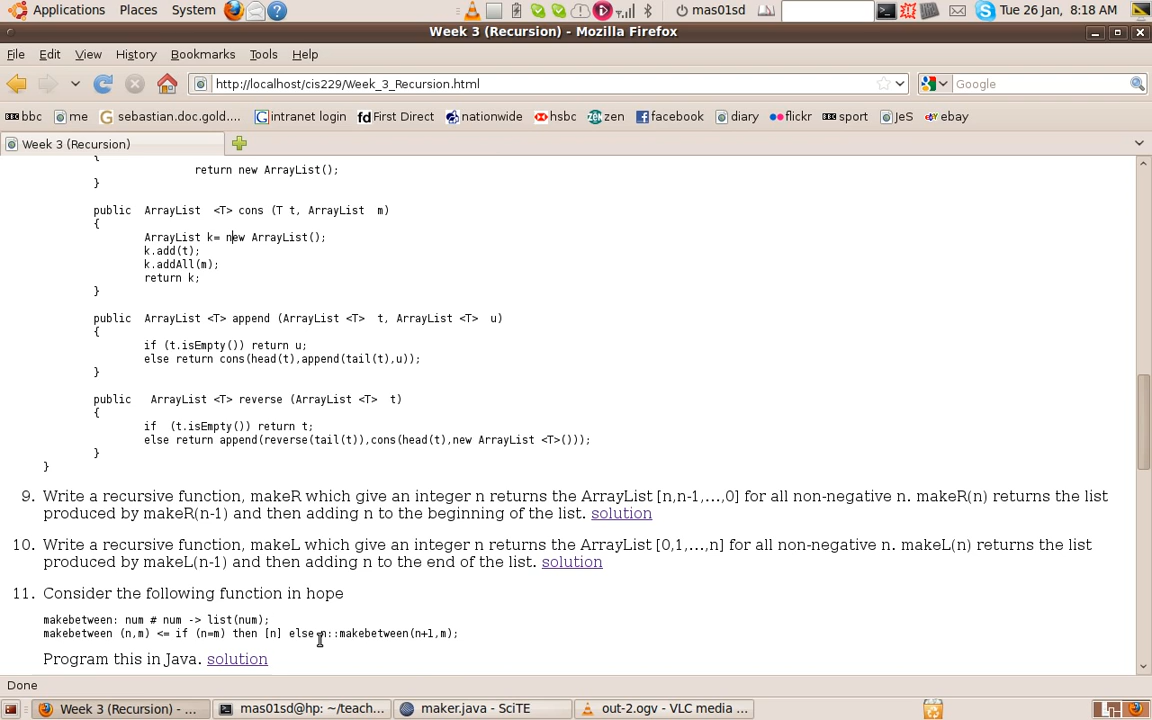 Applications Places System mas01sd Tue 26 Jan, 8:18 AM
Week 3 (Recursion) - Mozilla Firefox
File Edit View History Bookmarks Tools Help
http://localhost/cis229/Week_3_Recursion.html Google
bbc me sebastian.doc.gold.... intranet login fd First Direct nationwide hsbc zen facebook diary flickr sport JeS ebay
Week 3 (Recursion)
{
return new ArrayList();
}
public ArrayList <T> cons (T t, ArrayList m)
{
ArrayList k= new ArrayList();
k.add(t);
k.addAll(m);
return k;
}
public ArrayList <T> append (ArrayList <T> t, ArrayList <T> u)
{
if (t.isEmpty()) return u;
else return cons(head(t),append(tail(t),u));
}
public ArrayList <T> reverse (ArrayList <T> t)
{
if (t.isEmpty()) return t;
else return append(reverse(tail(t)),cons(head(t),new ArrayList <T>()));
}
}
9. Write a recursive function, makeR which give an integer n returns the ArrayList [n,n-1,...,0] for all non-negative n. makeR(n) returns the list
produced by makeR(n-1) and then adding n to the beginning of the list. solution
10. Write a recursive function, makeL which give an integer n returns the ArrayList [0,1,...,n] for all non-negative n. makeL(n) returns the list
produced by makeL(n-1) and then adding n to the end of the list. solution
11. Consider the following function in hope
makebetween: num # num -> list(num);
makebetween (n,m) <= if (n=m) then [n] else n::makebetween(n+1,m);
Program this in Java. solution
Done
Week 3 (Recursion) - ... mas01sd@hp: ~/teach... maker.java - SciTE out-2.ogv - VLC media ...